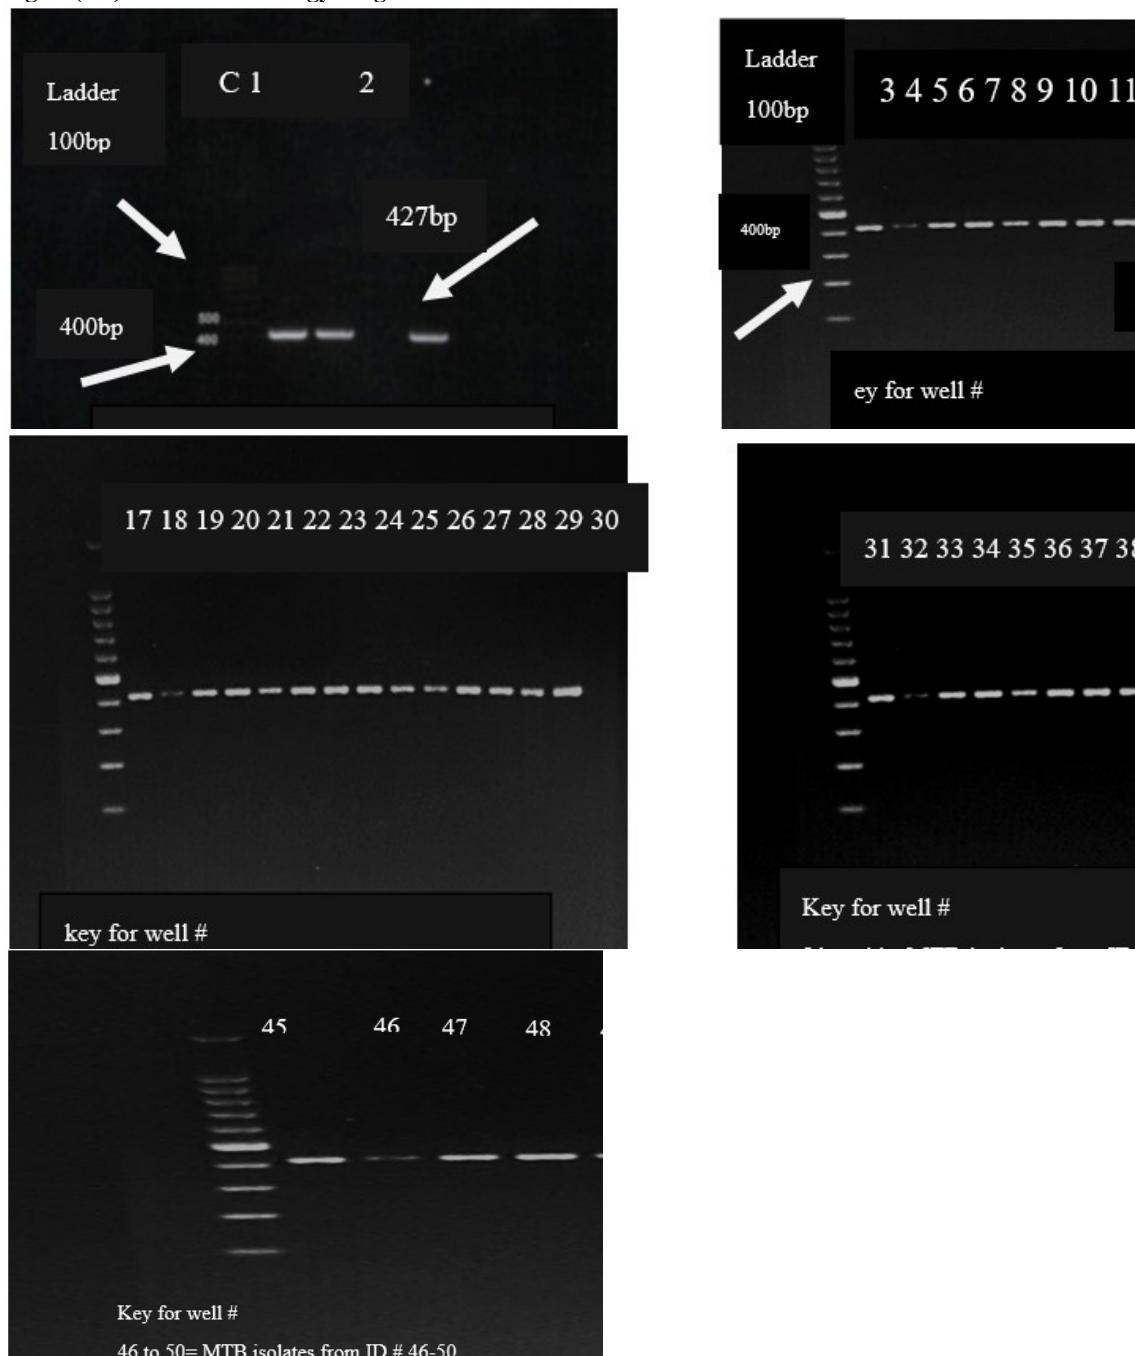 Ladder
100bp
C 1 2
427bp
400bp
500
400
Ladder
100bp
3 4 5 6 7 8 9 10 11
400bp
ey for well #
17 18 19 20 21 22 23 24 25 26 27 28 29 30
key for well #
31 32 33 34 35 36 37 38
Key for well #
45 46 47 48
Key for well #
46 to 50= MTB isolates from ID # 46-50